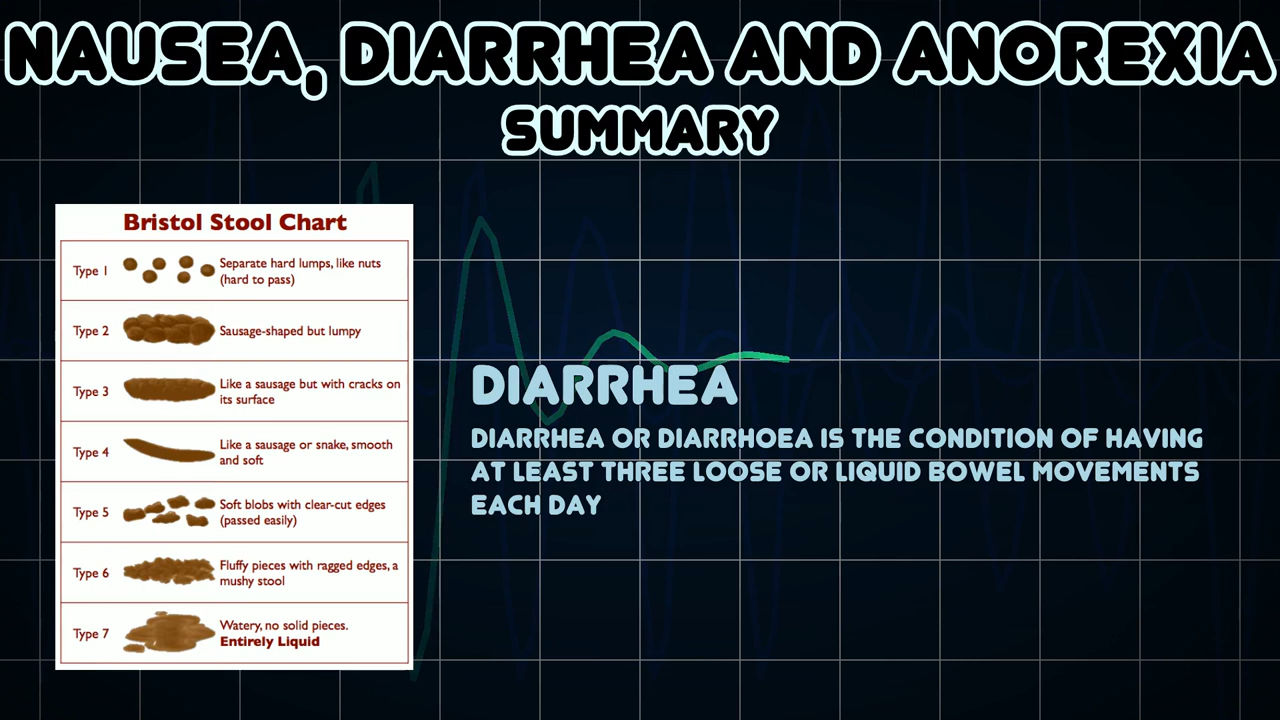 NAUSEA, DIARRHEA AND ANOREXIA
SUMMARY
Bristol Stool Chart
Type 1
Separate hard lumps, like nuts
(hard to pass)
Type 2
Sausage-shaped but lumpy
Type 3
Like a sausage but with cracks on
its surface
Type 4
Like a sausage or snake, smooth
and soft
Type 5
Soft blobs with clear-cut edges
(passed easily)
Type 6
Fluffy pieces with ragged edges, a
mushy stool
Type 7
Watery, no solid pieces.
Entirely Liquid
DIARRHEA
DIARRHEA OR DIARRHOEA IS THE CONDITION OF HAVING
AT LEAST THREE LOOSE OR LIQUID BOWEL MOVEMENTS
EACH DAY